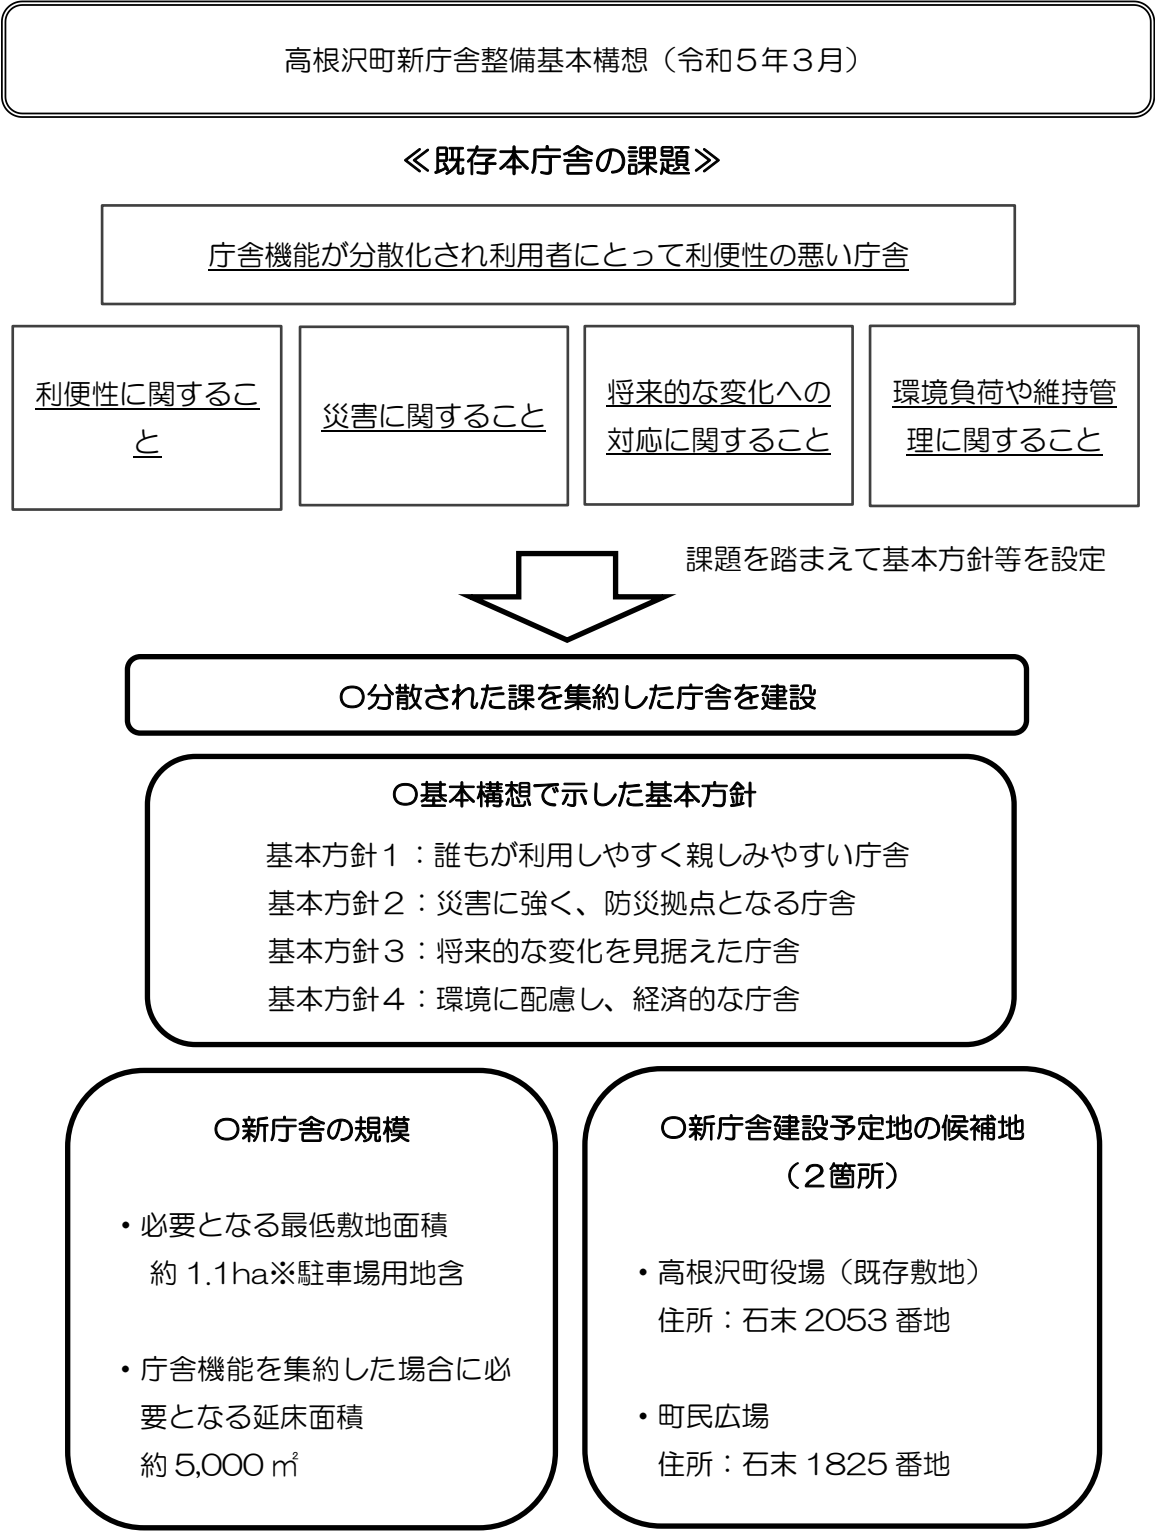 高根沢町新庁舎整備基本構想（令和５年３月）
≪既存本庁舎の課題≫
庁舎機能が分散化され利用者にとって利便性の悪い庁舎
利便性に関するこ
と
災害に関すること
将来的な変化への
対応に関すること
環境負荷や維持管
理に関すること
課題を踏まえて基本方針等を設定
〇分散された課を集約した庁舎を建設
〇基本構想で示した基本方針
基本方針１：誰もが利用しやすく親しみやすい庁舎
基本方針２：災害に強く、防災拠点となる庁舎
基本方針３：将来的な変化を見据えた庁舎
基本方針４：環境に配慮し、経済的な庁舎
〇新庁舎の規模
・必要となる最低敷地面積
約 1.1ha※駐車場用地含
・庁舎機能を集約した場合に必
要となる延床面積
約 5,000 ㎡
〇新庁舎建設予定地の候補地
（２箇所）
・高根沢町役場（既存敷地）
住所：石末 2053 番地
・町民広場
住所：石末 1825 番地